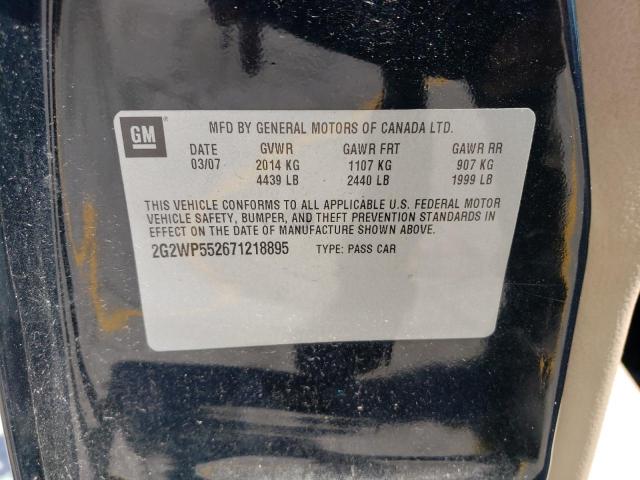 GM MFD BY GENERAL MOTORS OF CANADA LTD.
DATE GVWR GAWR FRT GAWR RR
03/07 2014 KG 1107 KG 907 KG
4439 LB 2440 LB 1999 LB
THIS VEHICLE CONFORMS TO ALL APPLICABLE U.S. FEDERAL MOTOR
VEHICLE SAFETY, BUMPER, AND THEFT PREVENTION STANDARDS IN
EFFECT ON THE DATE OF MANUFACTURE SHOWN ABOVE.
2G2WP552671218895 TYPE: PASS CAR